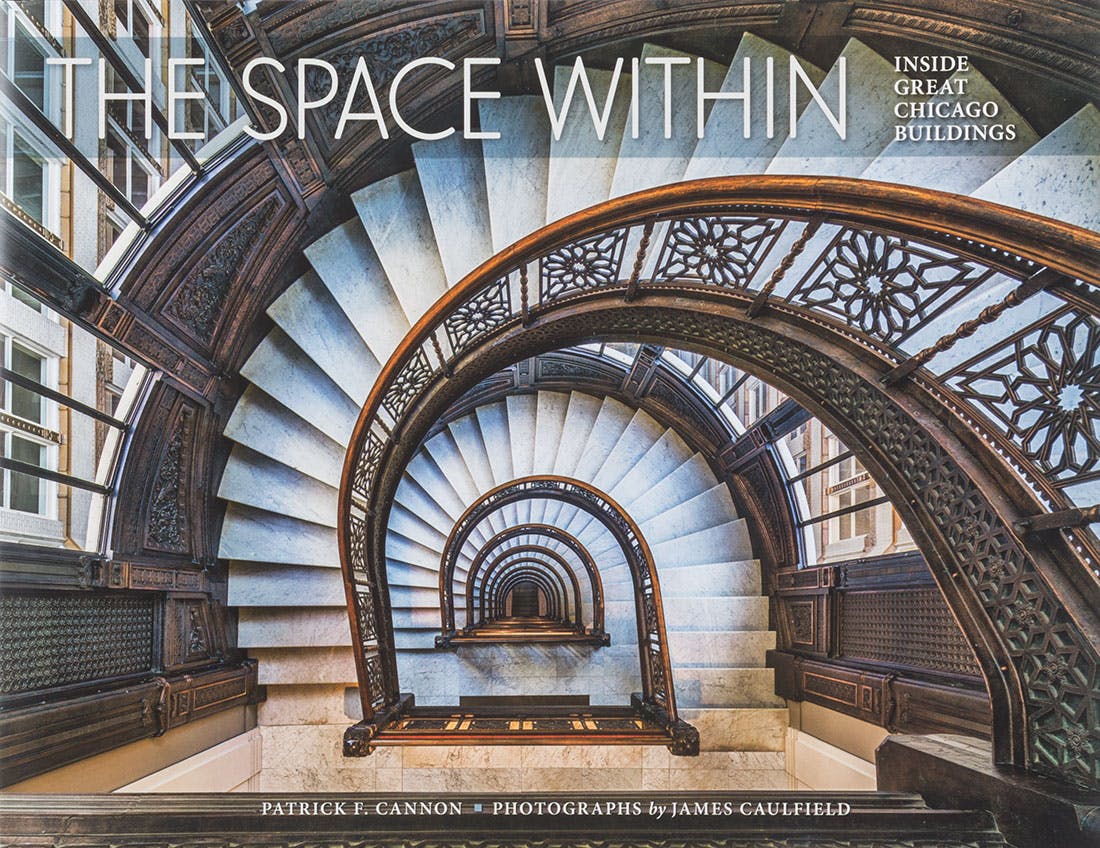 THE SPACE WITHIN
INSIDE
GREAT
CHICAGO
BUILDINGS
PATRICK F. CANNON ■ PHOTOGRAPHS by JAMES CAULFIELD